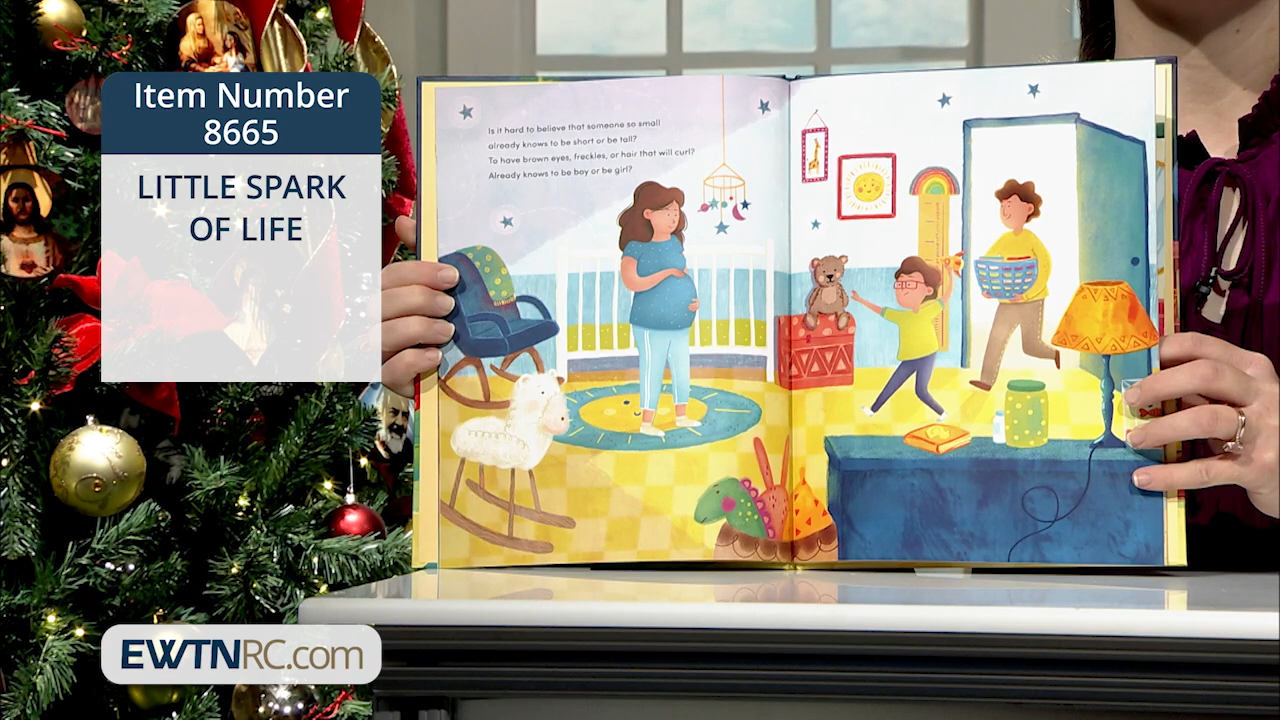 Item Number
8665
LITTLE SPARK
OF LIFE
Is it hard to believe that someone so small
already knows to be short or be tall?
To have brown eyes, freckles, or hair that will curl?
Already knows to be boy or be girl?
EWTNRC.com